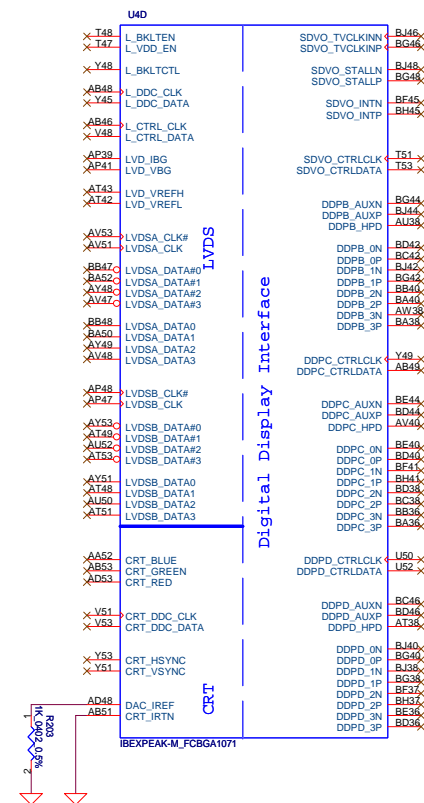 U4D
T48 L_BKLTEN
T47 L_VDD_EN
Y48 L_BKLTCTL
AB48 L_DDC_CLK
Y45 L_DDC_DATA
AB46 L_CTRL_CLK
V48 L_CTRL_DATA
AP39 LVD_IBG
AP41 LVD_VBG
AT43 LVD_VREFH
AT42 LVD_VREFL
AV53 LVDSA_CLK#
AV51 LVDSA_CLK
BB47 LVDSA_DATA#0
BA52 LVDSA_DATA#1
AY48 LVDSA_DATA#2
AV47 LVDSA_DATA#3
BB48 LVDSA_DATA0
BA50 LVDSA_DATA1
AY49 LVDSA_DATA2
AV48 LVDSA_DATA3
AP48 LVDSB_CLK#
AP47 LVDSB_CLK
AY53 LVDSB_DATA#0
AT49 LVDSB_DATA#1
AU52 LVDSB_DATA#2
AT53 LVDSB_DATA#3
AY51 LVDSB_DATA0
AT48 LVDSB_DATA1
AU50 LVDSB_DATA2
AT51 LVDSB_DATA3
AA52 CRT_BLUE
AB53 CRT_GREEN
AD53 CRT_RED
V51 CRT_DDC_CLK
V53 CRT_DDC_DATA
Y53 CRT_HSYNC
Y51 CRT_VSYNC
AD48 DAC_IREF
AB51 CRT_IRTN
LVDS
CRT
Digital Display Interface
SDVO_TVCLKINN BJ46
SDVO_TVCLKINP BG46
SDVO_STALLN BJ48
SDVO_STALLP BG48
SDVO_INTN BF45
SDVO_INTP BH45
SDVO_CTRLCLK T51
SDVO_CTRLDATA T53
DDPB_AUXN BG44
DDPB_AUXP BJ44
DDPB_HPD AU38
DDPB_0N BD42
DDPB_0P BC42
DDPB_1N BJ42
DDPB_1P BG42
DDPB_2N BB40
DDPB_2P BA40
DDPB_3N AW38
DDPB_3P BA38
DDPC_CTRLCLK Y49
DDPC_CTRLDATA AB49
DDPC_AUXN BE44
DDPC_AUXP BD44
DDPC_HPD AV40
DDPC_0N BE40
DDPC_0P BD40
DDPC_1N BF41
DDPC_1P BH41
DDPC_2N BD38
DDPC_2P BC38
DDPC_3N BB36
DDPC_3P BA36
DDPD_CTRLCLK U50
DDPD_CTRLDATA U52
DDPD_AUXN BC46
DDPD_AUXP BD46
DDPD_HPD AT38
DDPD_0N BJ40
DDPD_0P BG40
DDPD_1N BJ38
DDPD_1P BG38
DDPD_2N BF37
DDPD_2P BH37
DDPD_3N BE36
DDPD_3P BD36
IBEXPEAK-M_FCBGA1071
R203
1K_0402_0.5%
1
2